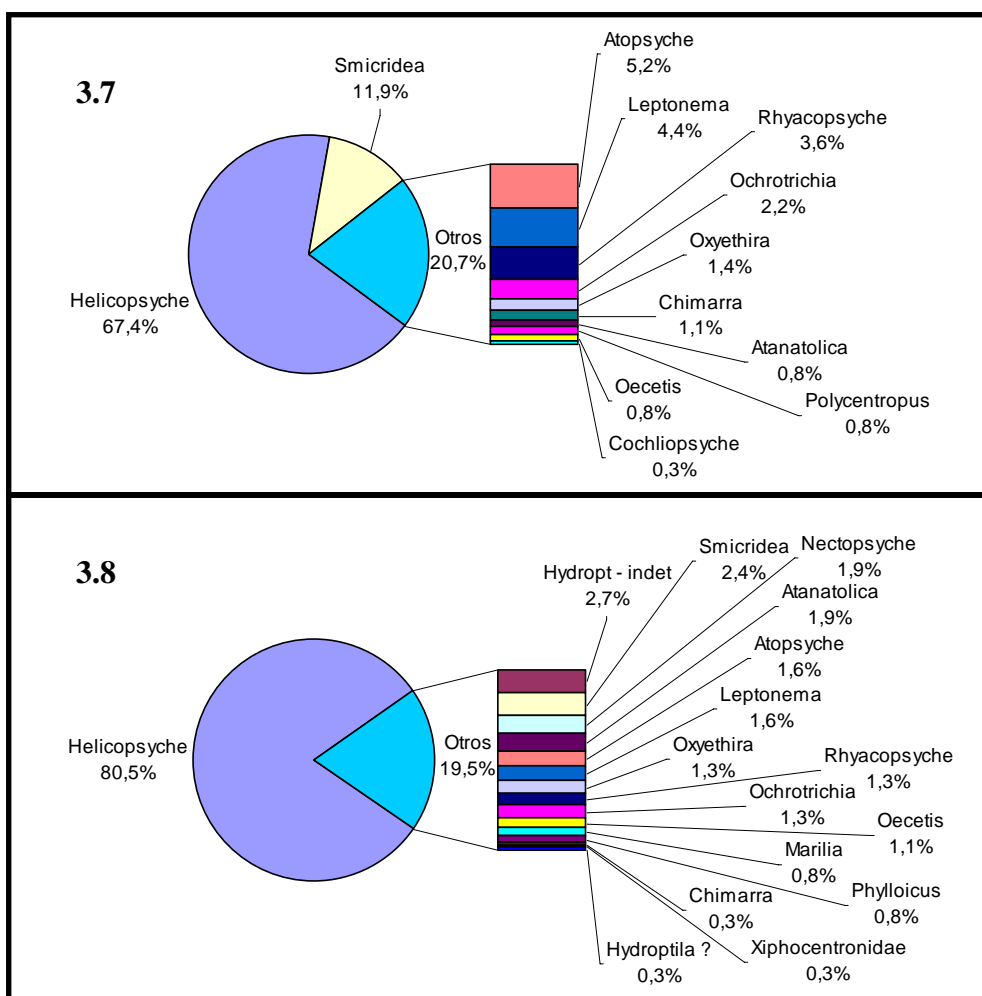 3.7
Smicridea
11,9%
Helicopsyche
67,4%
Otros
20,7%
Atopsyche
5,2%
Leptonema
4,4%
Rhyacopsyche
3,6%
Ochrotrichia
2,2%
Oxyethira
1,4%
Chimarra
1,1%
Atanatolica
0,8%
Polycentropus
0,8%
Oecetis
0,8%
Cochliopsyche
0,3%
3.8
Helicopsyche
80,5%
Otros
19,5%
Hydropt - indet
2,7%
Smicridea
2,4%
Nectopsyche
1,9%
Atanatolica
1,9%
Atopsyche
1,6%
Leptonema
1,6%
Oxyethira
1,3%
Rhyacopsyche
1,3%
Ochrotrichia
1,3%
Oecetis
1,1%
Marilia
0,8%
Phylloicus
0,8%
Chimarra
0,3%
Xiphocentronidae
0,3%
Hydroptila ?
0,3%